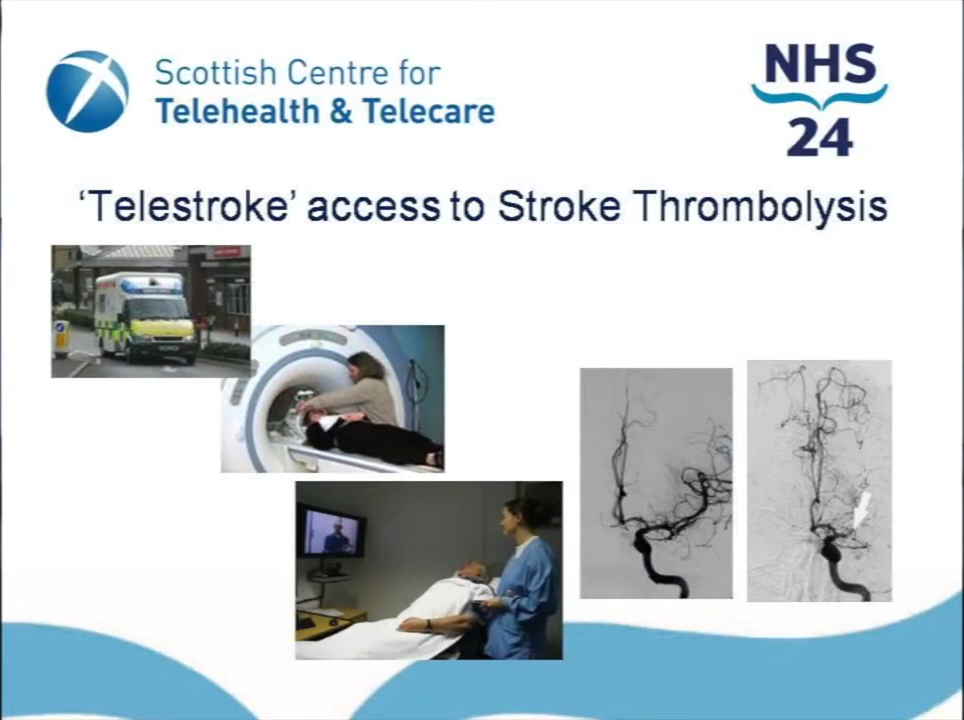 Scottish Centre for
Telehealth & Telecare
NHS
24
‘Telestroke’ access to Stroke Thrombolysis